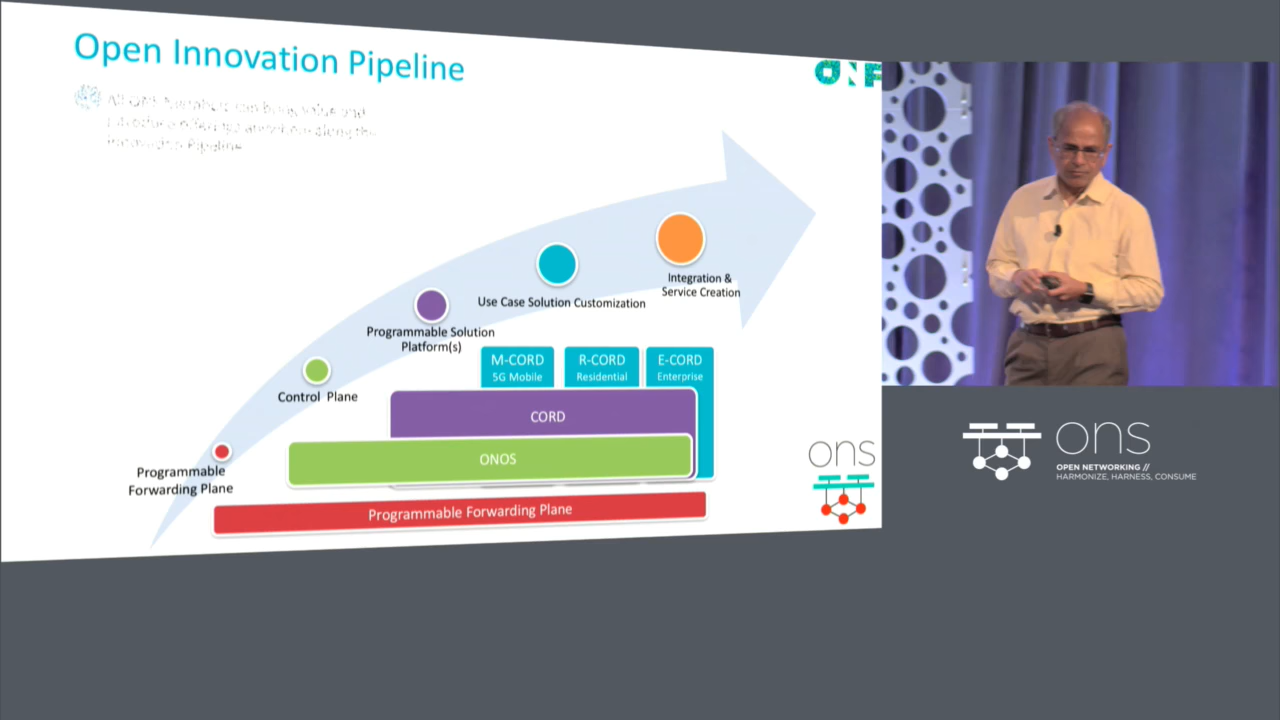 Open Innovation Pipeline
ONF
Innovation Pipeline
Integration &
Service Creation
Use Case Solution Customization
Programmable Solution
Platform(s)
M-CORD
5G Mobile
R-CORD
Residential
E-CORD
Enterprise
Control Plane
CORD
ONOS
Programmable
Forwarding Plane
Programmable Forwarding Plane
ons
ons
OPEN NETWORKING //
HARMONIZE, HARNESS, CONSUME